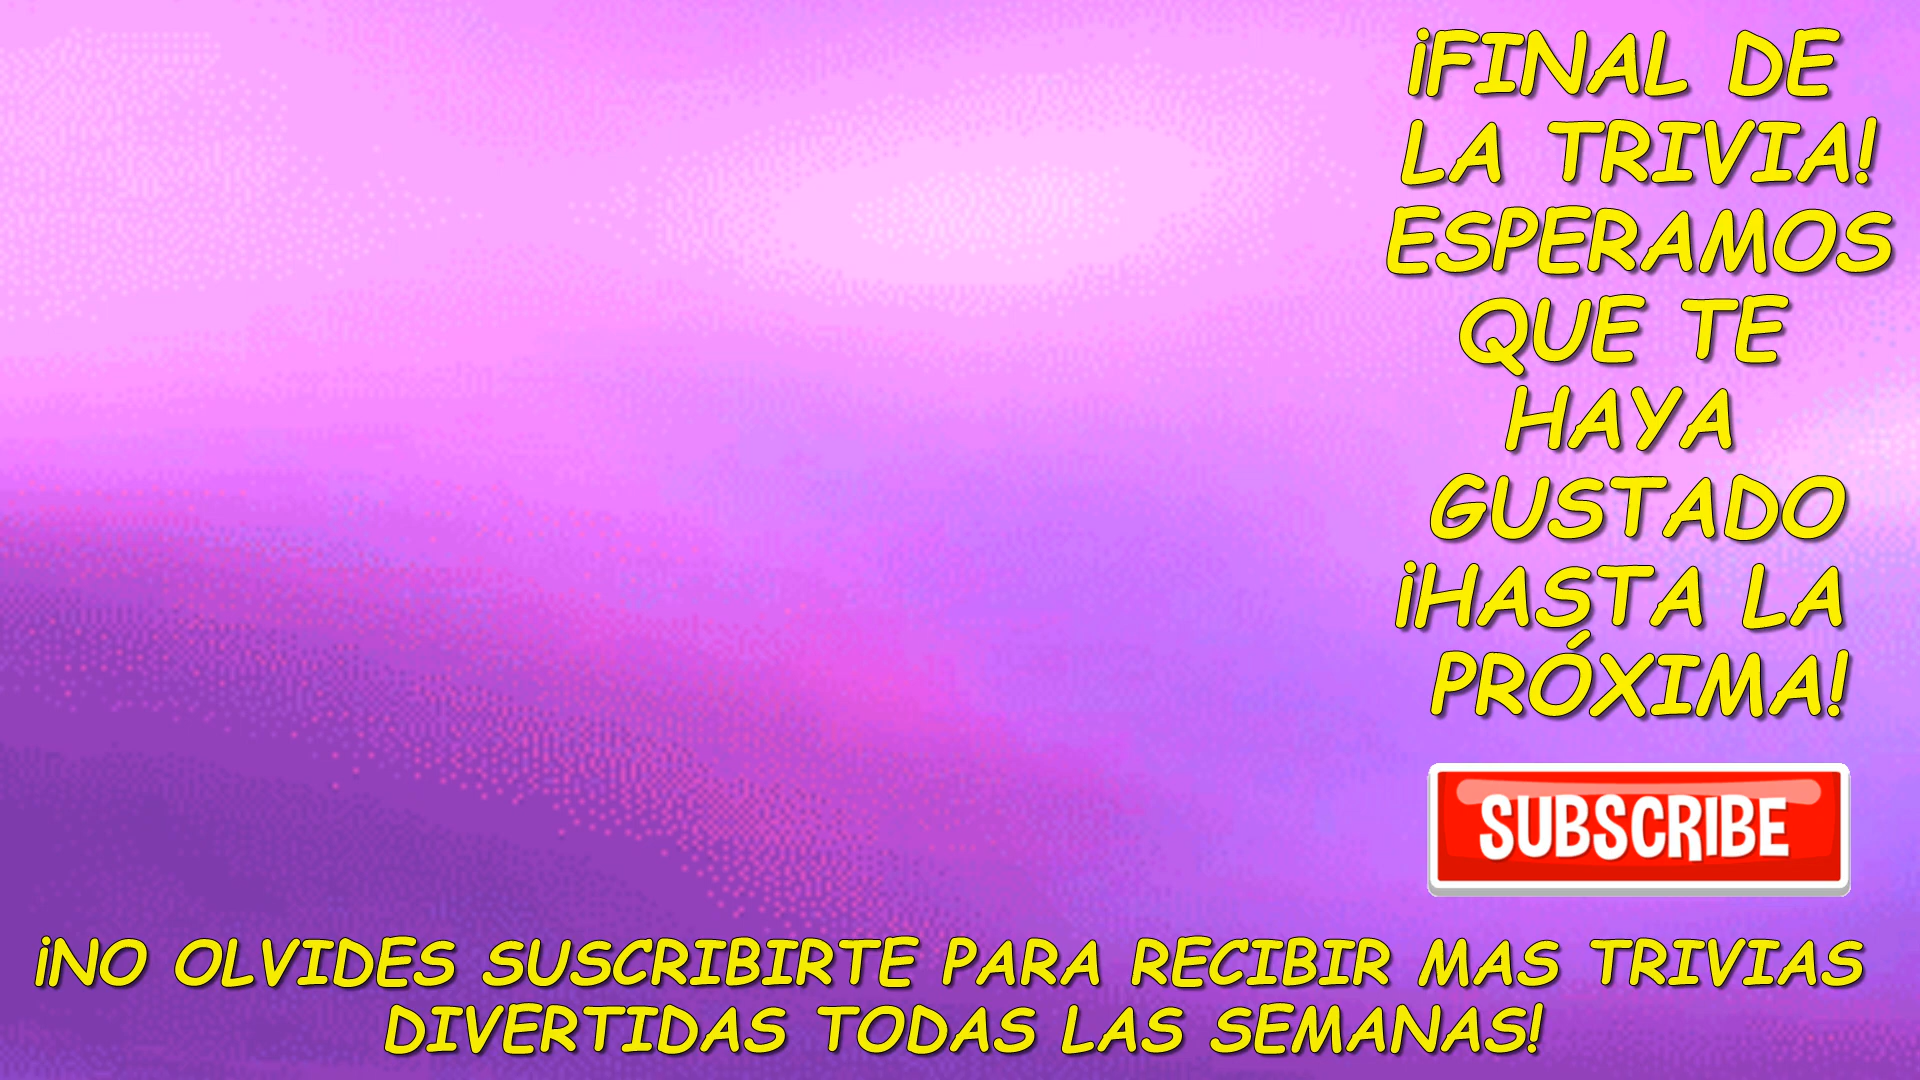 ¡FINAL DE
LA TRIVIA!
ESPERAMOS
QUE TE
HAYA
GUSTADO
¡HASTA LA
PRÓXIMA!
SUBSCRIBE
¡NO OLVIDES SUSCRIBIRTE PARA RECIBIR MAS TRIVIAS
DIVERTIDAS TODAS LAS SEMANAS!